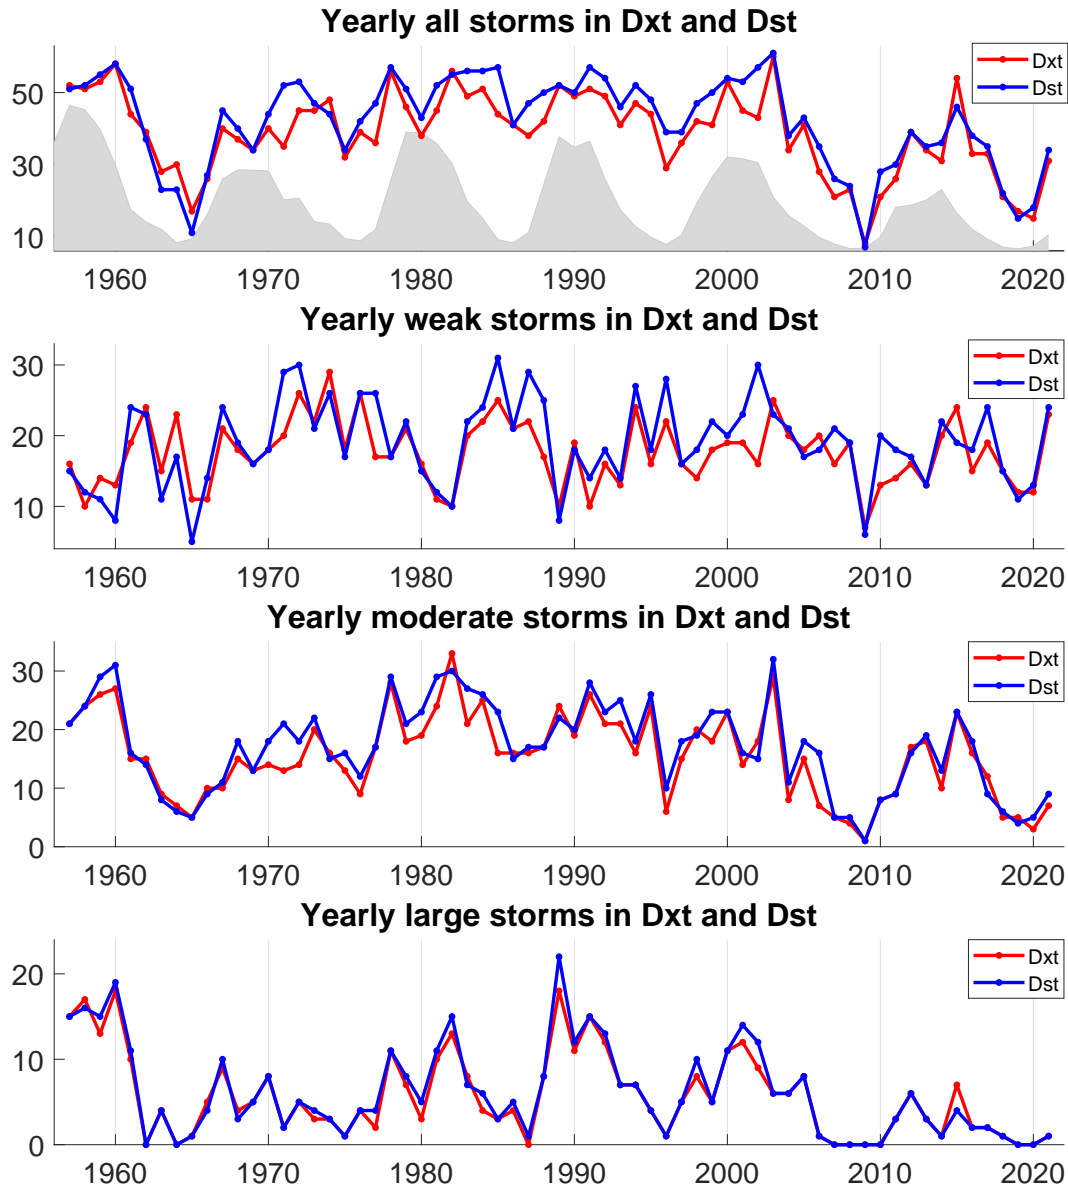 Yearly all storms in Dxt and Dst
Dxt
Dst
50
30
10
1960 1970 1980 1990 2000 2010 2020
Yearly weak storms in Dxt and Dst
Dxt
Dst
30
20
10
1960 1970 1980 1990 2000 2010 2020
Yearly moderate storms in Dxt and Dst
Dxt
Dst
30
20
10
0
1960 1970 1980 1990 2000 2010 2020
Yearly large storms in Dxt and Dst
Dxt
Dst
20
10
0
1960 1970 1980 1990 2000 2010 2020